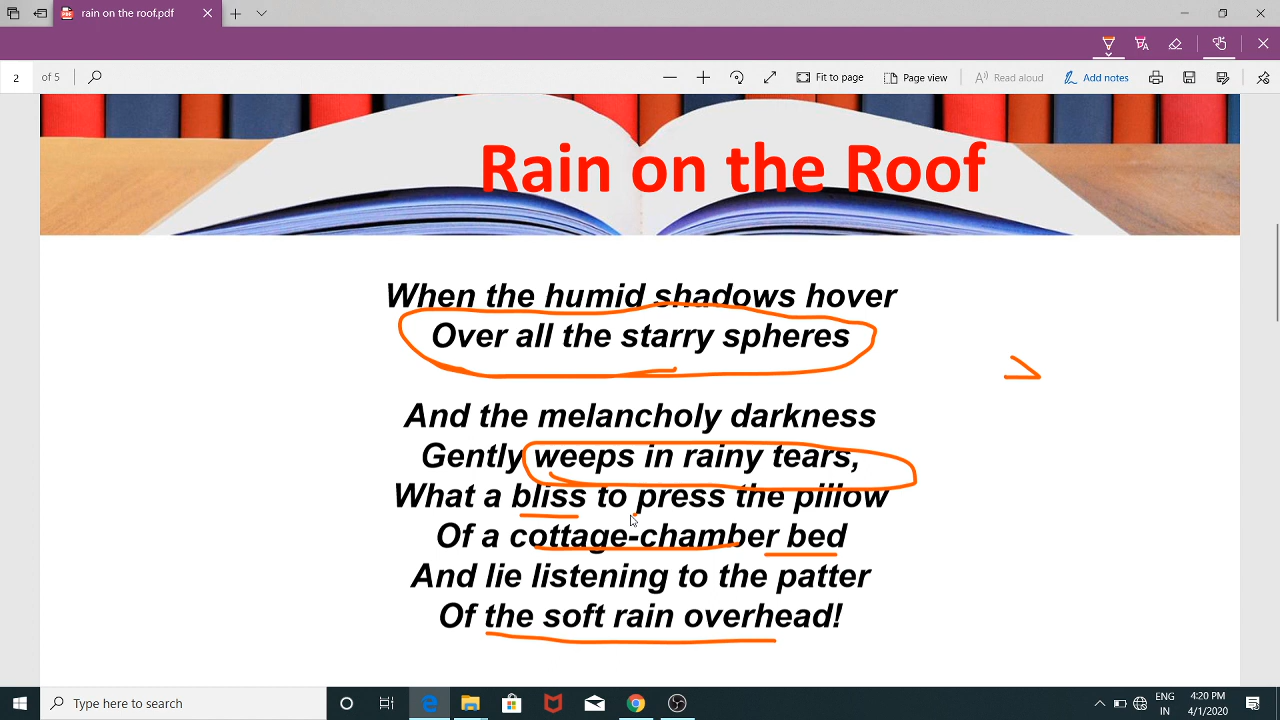 rain on the roof.pdf
2 of 5 Fit to page Page view Read aloud Add notes
Rain on the Roof
When the humid shadows hover
Over all the starry spheres
And the melancholy darkness
Gently weeps in rainy tears,
What a bliss to press the pillow
Of a cottage-chamber bed
And lie listening to the patter
Of the soft rain overhead!
Type here to search
ENG 4:20 PM
IN 4/1/2020